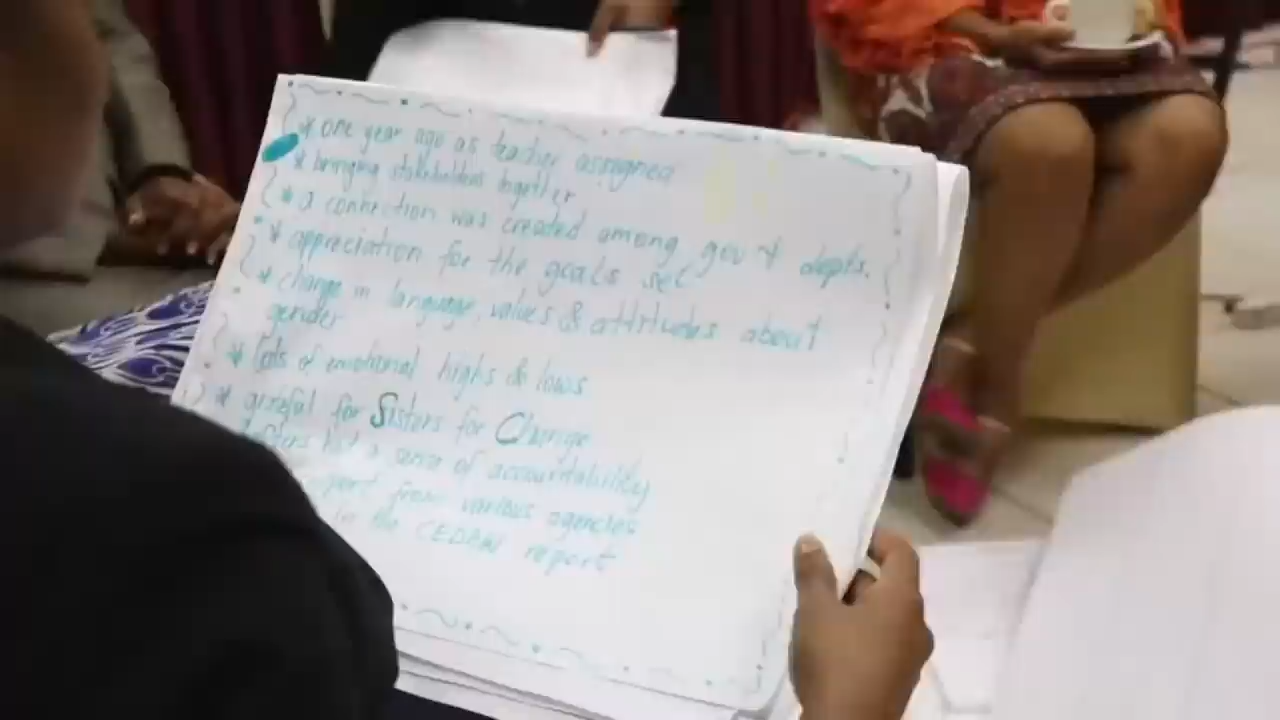 * one year ago as teacher assigned
* bringing stakeholders together
* a connection was created among gov't depts.
* appreciation for the goals set
* change in language, values & attitudes about
gender
* lots of emotional highs & lows
* grateful for Sisters for Change
had a sense of accountability
from various agencies
in the CEDAW report